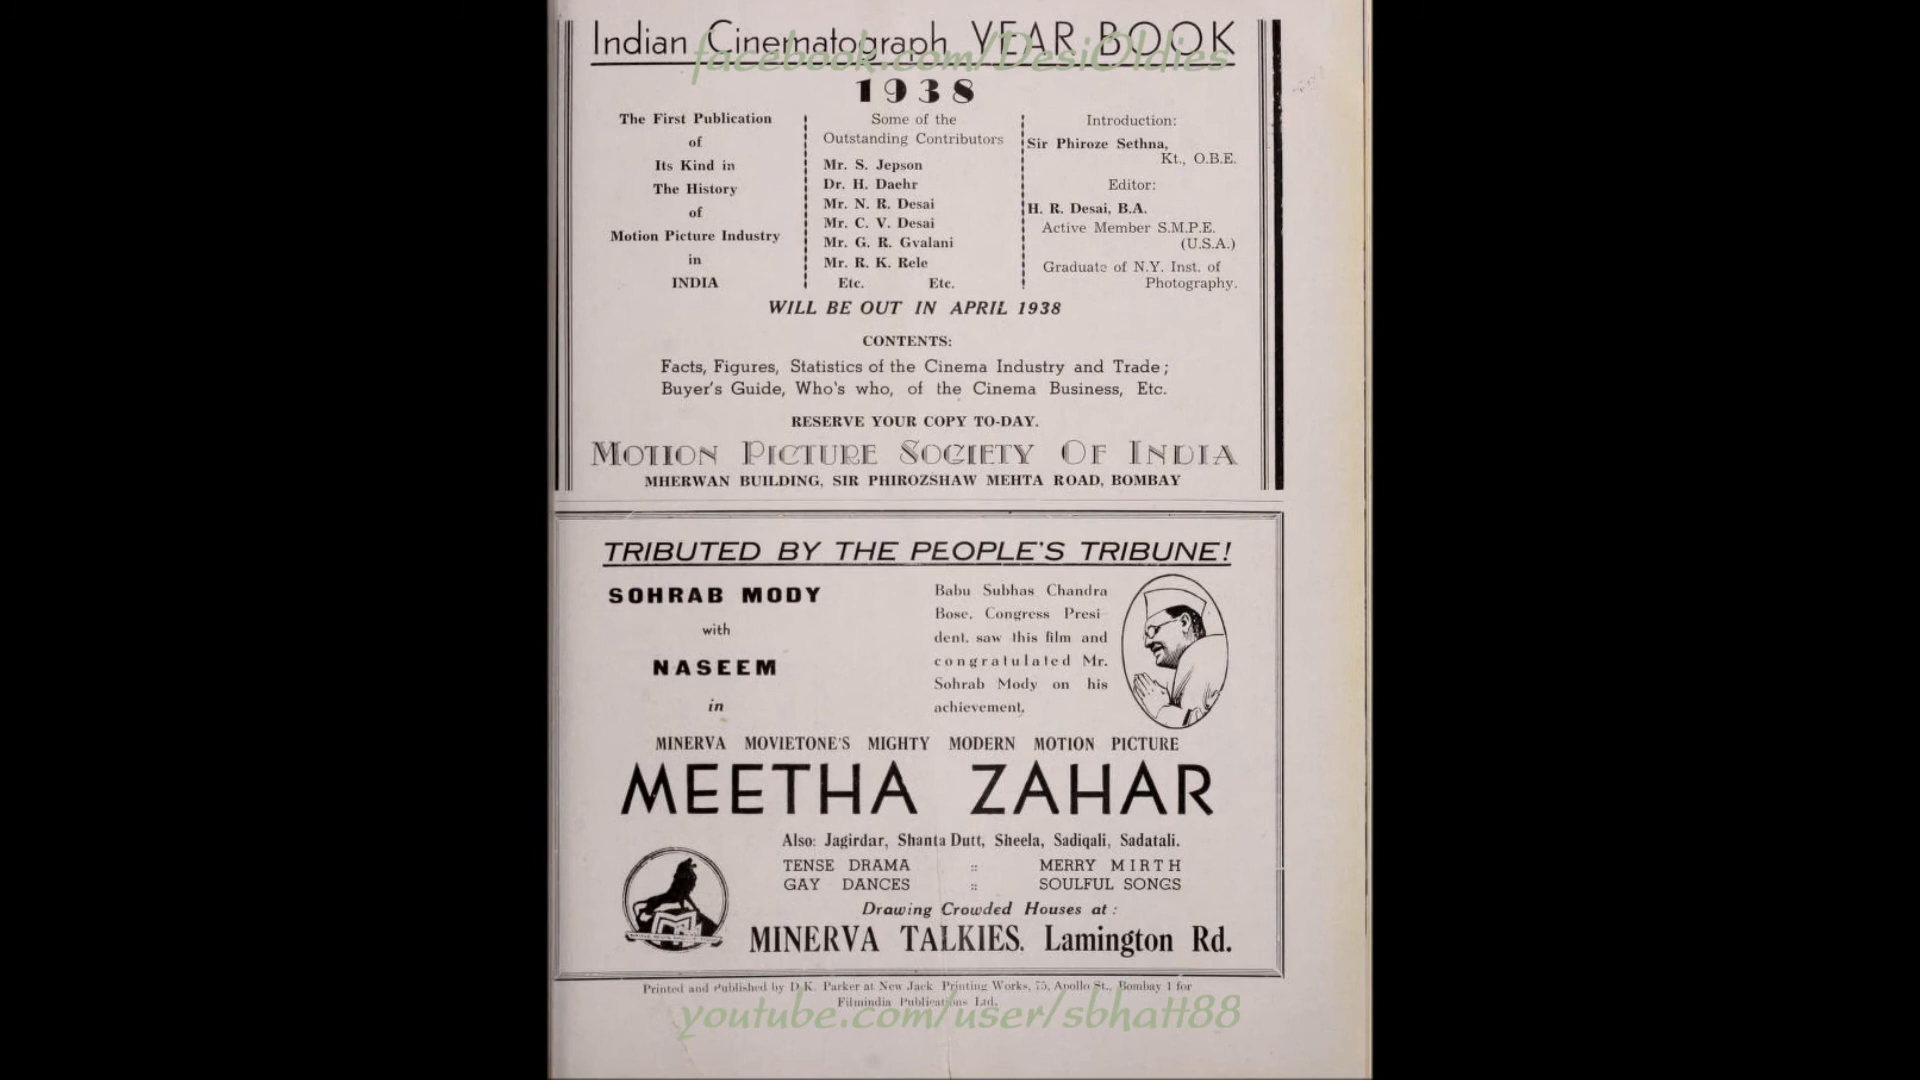 Indian Cinematograph YEAR BOOK
facebook.com/DesiOldies
1938
The First Publication
of
Its Kind in
The History
of
Motion Picture Industry
in
INDIA
Some of the
Outstanding Contributors
Mr. S. Jepson
Dr. H. Daehr
Mr. N. R. Desai
Mr. C. V. Desai
Mr. G. R. Gvalani
Mr. R. K. Rele
Etc. Etc.
Introduction:
Sir Phiroze Sethna,
Kt., O.B.E.
Editor:
H. R. Desai, B.A.
Active Member S.M.P.E.
(U.S.A.)
Graduate of N.Y. Inst. of
Photography.
WILL BE OUT IN APRIL 1938
CONTENTS:
Facts, Figures, Statistics of the Cinema Industry and Trade;
Buyer's Guide, Who's who, of the Cinema Business, Etc.
RESERVE YOUR COPY TO-DAY.
MOTION PICTURE SOCIETY OF INDIA
MHERWAN BUILDING, SIR PHIROZSHAW MEHTA ROAD, BOMBAY
TRIBUTED BY THE PEOPLE'S TRIBUNE!
SOHRAB MODY
with
NASEEM
in
Babu Subhas Chandra
Bose, Congress Presi-
dent, saw this film and
congratulated Mr.
Sohrab Mody on his
achievement.
MINERVA MOVIETONE'S MIGHTY MODERN MOTION PICTURE
MEETHA ZAHAR
Also: Jagirdar, Shanta Dutt, Sheela, Sadiqali, Sadatali.
TENSE DRAMA :: MERRY MIRTH
GAY DANCES :: SOULFUL SONGS
Drawing Crowded Houses at :
MINERVA TALKIES. Lamington Rd.
Printed and Published by D.K. Parker at New Jack Printing Works, 75, Apollo St., Bombay 1 for
Filmindia Publications Ltd.
youtube.com/user/sbhatt88